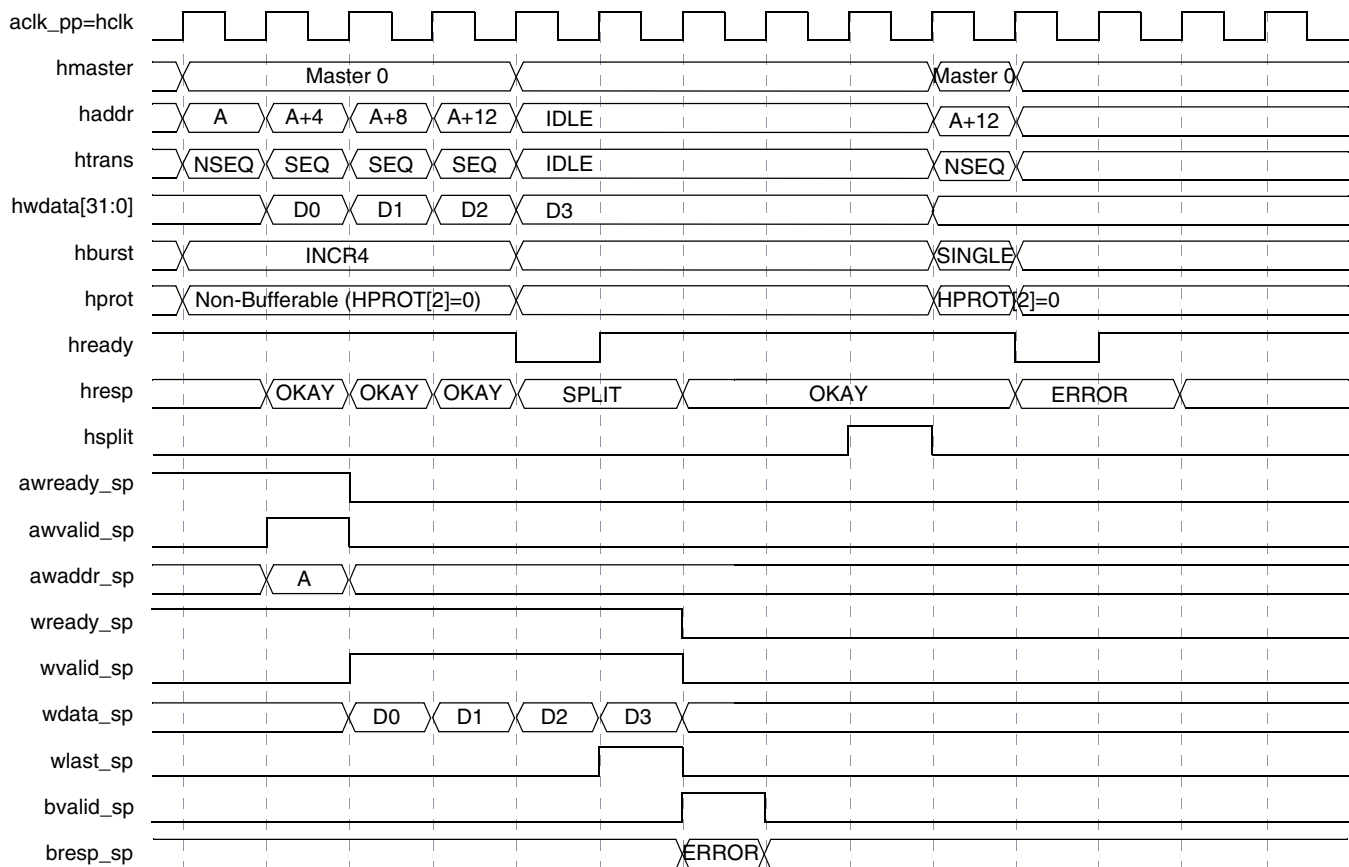 aclk_pp=hclk
hmaster Master 0 Master 0
haddr A A+4 A+8 A+12 IDLE A+12
htrans NSEQ SEQ SEQ SEQ IDLE NSEQ
hwdata[31:0] D0 D1 D2 D3
hburst INCR4 SINGLE
hprot Non-Bufferable (HPROT[2]=0) HPROT[2]=0
hready
hresp OKAY OKAY OKAY SPLIT OKAY ERROR
hsplit
awready_sp
awvalid_sp
awaddr_sp A
wready_sp
wvalid_sp
wdata_sp D0 D1 D2 D3
wlast_sp
bvalid_sp
bresp_sp ERROR